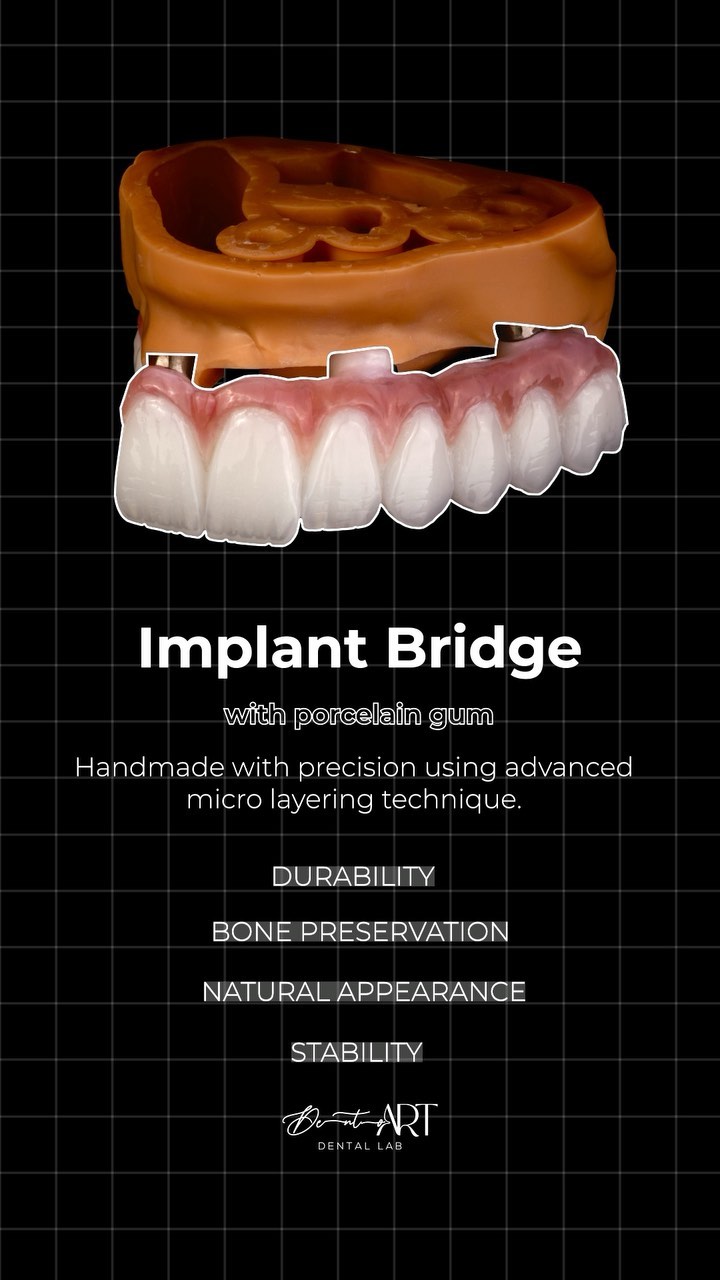 Implant Bridge
with porcelain gum
Handmade with precision using advanced
micro layering technique.
DURABILITY
BONE PRESERVATION
NATURAL APPEARANCE
STABILITY
DentoART
DENTAL LAB